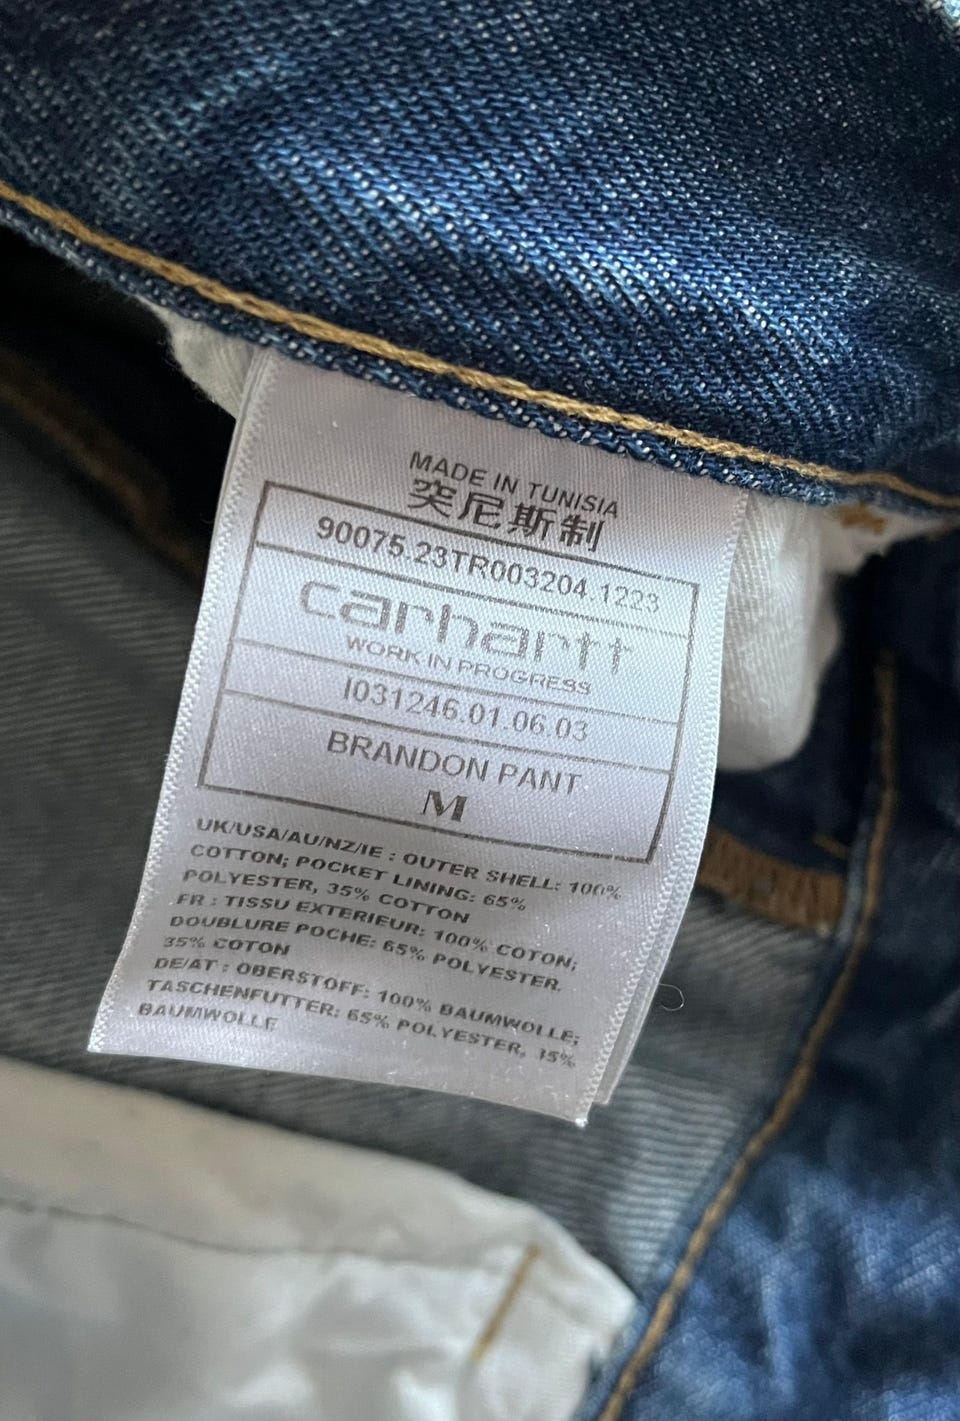 MADE IN TUNISIA
突尼斯制
90075.23TR003204.1223
carhartt
WORK IN PROGRESS
I031246.01.06.03
BRANDON PANT
M
UK/USA/AU/NZ/IE : OUTER SHELL: 100%
COTTON; POCKET LINING: 65%
POLYESTER, 35% COTTON
FR : TISSU EXTERIEUR: 100% COTON;
DOUBLURE POCHE: 65% POLYESTER.
35% COTON
DE/AT : OBERSTOFF: 100% BAUMWOLLE;
TASCHENFUTTER: 65% POLYESTER, 35%
BAUMWOLLE